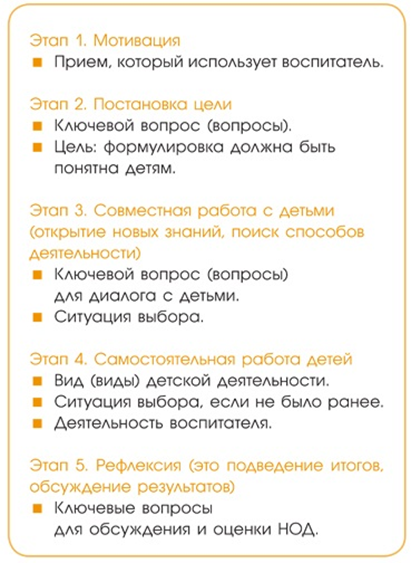 Этап 1. Мотивация
■ Прием, который использует воспитатель.
Этап 2. Постановка цели
■ Ключевой вопрос (вопросы).
■ Цель: формулировка должна быть
понятна детям.
Этап 3. Совместная работа с детьми
(открытие новых знаний, поиск способов
деятельности)
■ Ключевой вопрос (вопросы)
для диалога с детьми.
■ Ситуация выбора.
Этап 4. Самостоятельная работа детей
■ Вид (виды) детской деятельности.
■ Ситуация выбора, если не было ранее.
■ Деятельность воспитателя.
Этап 5. Рефлексия (это подведение итогов,
обсуждение результатов)
■ Ключевые вопросы
для обсуждения и оценки НОД.